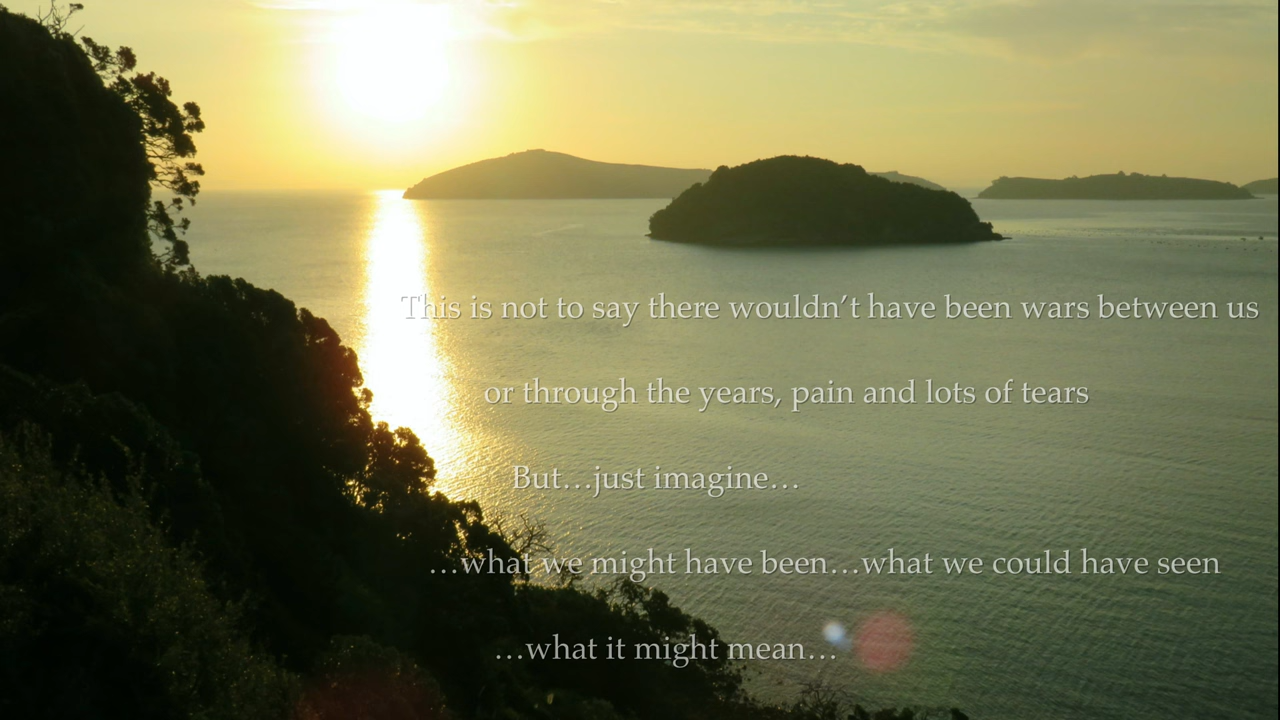 This is not to say there wouldn’t have been wars between us
or through the years, pain and lots of tears
But…just imagine…
…what we might have been…what we could have seen
…what it might mean…